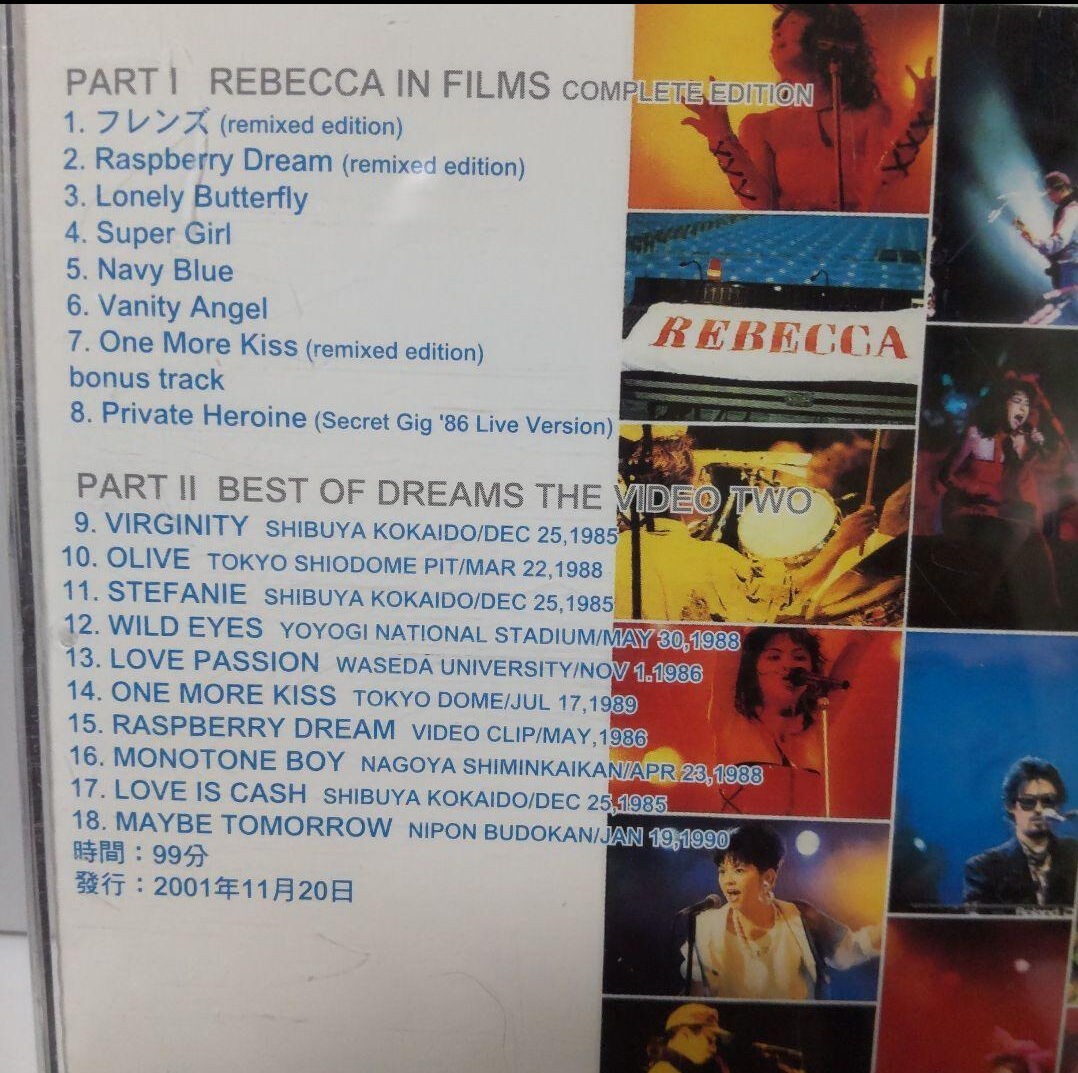 PART I REBECCA IN FILMS COMPLETE EDITION
1. フレンズ (remixed edition)
2. Raspberry Dream (remixed edition)
3. Lonely Butterfly
4. Super Girl
5. Navy Blue
6. Vanity Angel
7. One More Kiss (remixed edition)
bonus track
8. Private Heroine (Secret Gig '86 Live Version)
REBECCA
PART II BEST OF DREAMS THE VIDEO TWO
9. VIRGINITY SHIBUYA KOKAIDO/DEC 25,1985
10. OLIVE TOKYO SHIODOME PIT/MAR 22,1988
11. STEFANIE SHIBUYA KOKAIDO/DEC 25,1985
12. WILD EYES YOYOGI NATIONAL STADIUM/MAY 30,1988
13. LOVE PASSION WASEDA UNIVERSITY/NOV 1.1986
14. ONE MORE KISS TOKYO DOME/JUL 17,1989
15. RASPBERRY DREAM VIDEO CLIP/MAY,1986
16. MONOTONE BOY NAGOYA SHIMINKAIKAN/APR 23,1988
17. LOVE IS CASH SHIBUYA KOKAIDO/DEC 25,1985
18. MAYBE TOMORROW NIPON BUDOKAN/JAN 19,1990
時間：99分
發行：2001年11月20日